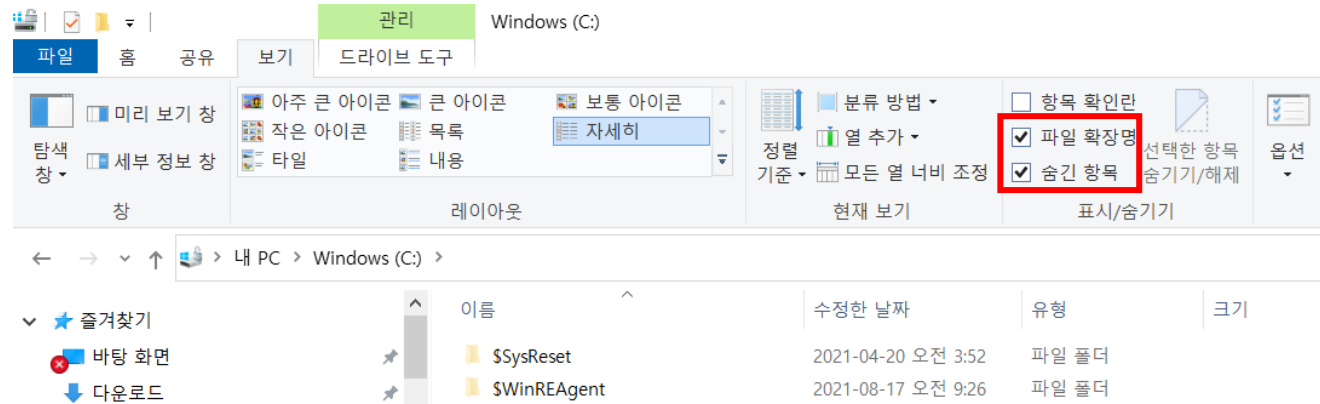 관리 Windows (C:)
파일 홈 공유 보기 드라이브 도구
탐색 창
미리 보기 창
세부 정보 창
창
아주 큰 아이콘 큰 아이콘 보통 아이콘
작은 아이콘 목록 자세히
타일 내용
레이아웃
정렬 기준
분류 방법
열 추가
모든 열 너비 조정
현재 보기
항목 확인란
파일 확장명
숨긴 항목
선택한 항목
숨기기/해제
표시/숨기기
옵션
내 PC > Windows (C:) >
즐겨찾기
바탕 화면
다운로드
이름 수정한 날짜 유형 크기
$SysReset 2021-04-20 오전 3:52 파일 폴더
$WinREAgent 2021-08-17 오전 9:26 파일 폴더